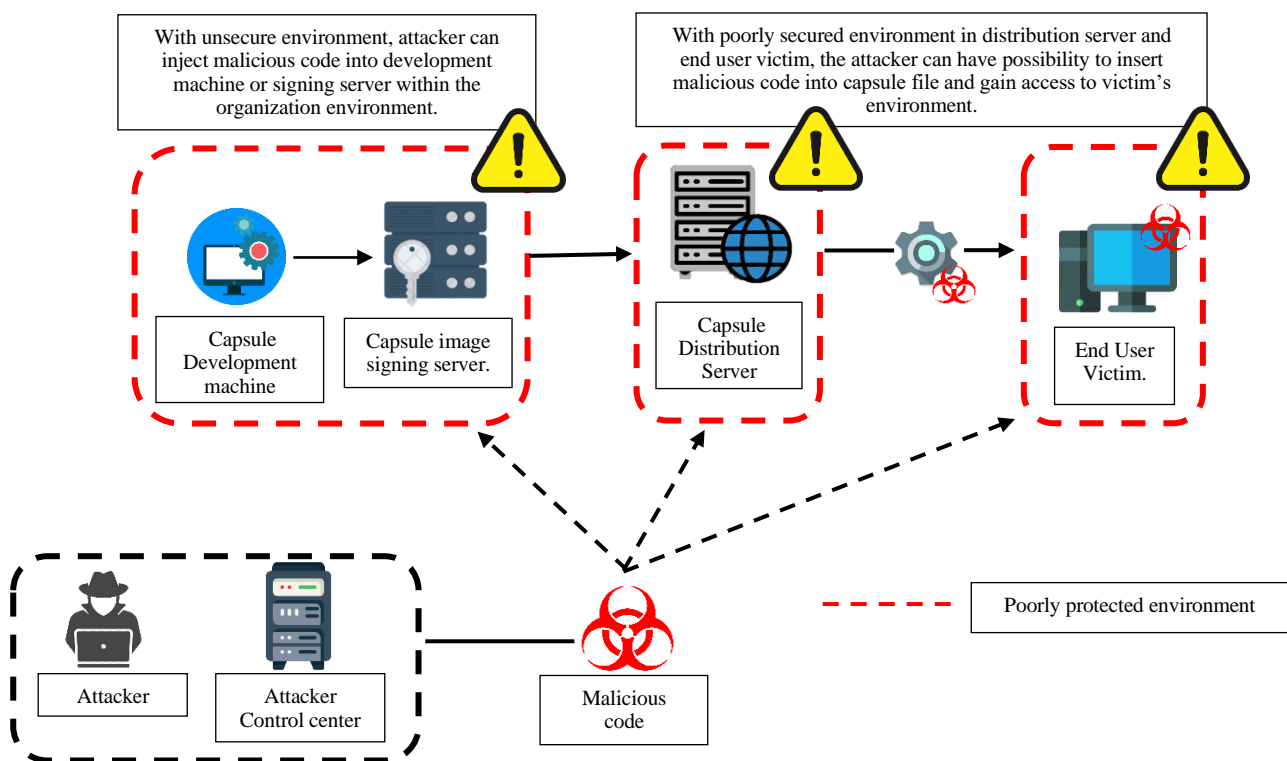 With unsecure environment, attacker can
inject malicious code into development
machine or signing server within the
organization environment.
With poorly secured environment in distribution server and
end user victim, the attacker can have possibility to insert
malicious code into capsule file and gain access to victim’s
environment.
Capsule
Development
machine
Capsule image
signing server.
Capsule
Distribution
Server
End User
Victim.
Attacker
Attacker
Control center
Malicious
code
Poorly protected environment